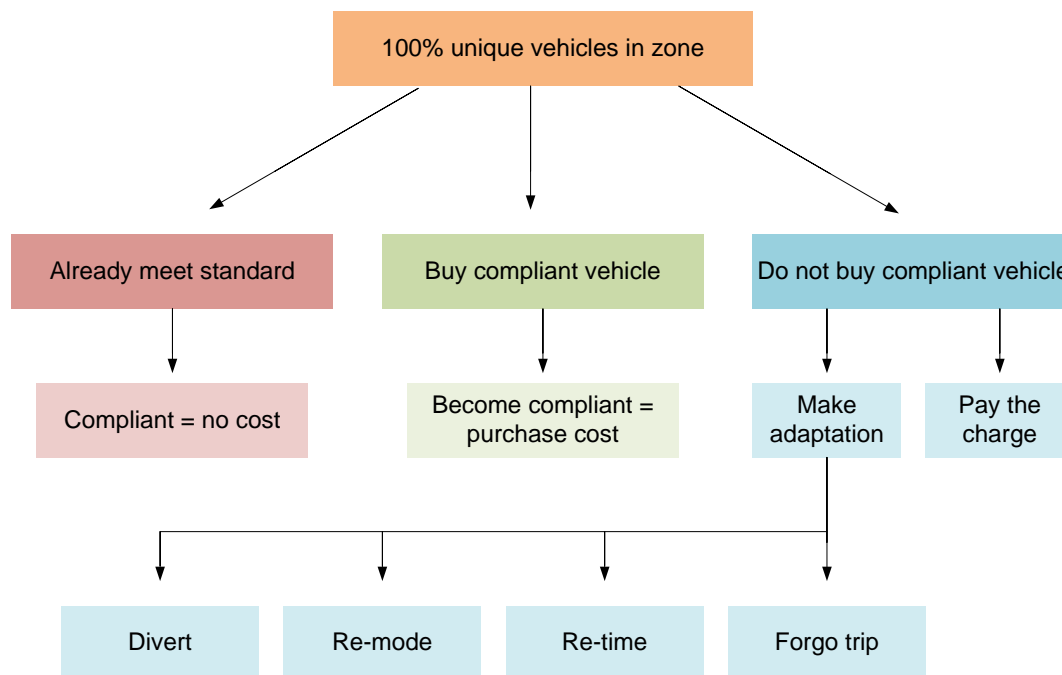 100% unique vehicles in zone
Already meet standard
Buy compliant vehicle
Do not buy compliant vehicle
Compliant = no cost
Become compliant =
purchase cost
Make
adaptation
Pay the
charge
Divert
Re-mode
Re-time
Forgo trip